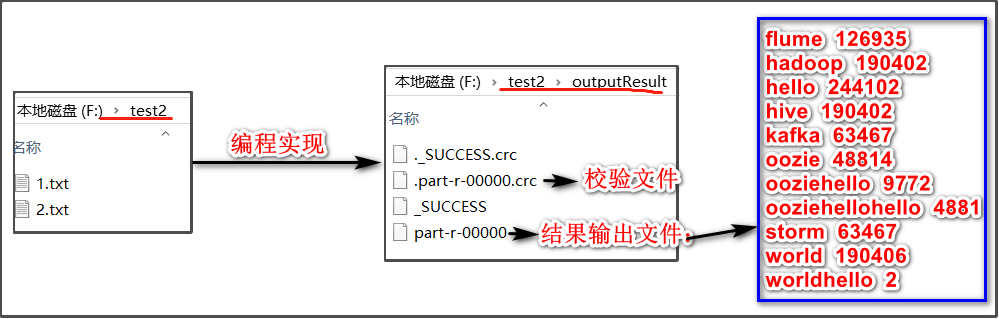 本地磁盘 (F:) › test2
名称
1.txt
2.txt
编程实现
本地磁盘 (F:) › test2 › outputResult
名称
._SUCCESS.crc
.part-r-00000.crc
校验文件
_SUCCESS
part-r-00000
结果输出文件:
flume 126935
hadoop 190402
hello 244102
hive 190402
kafka 63467
oozie 48814
ooziehello 9772
ooziehellohello 4881
storm 63467
world 190406
worldhello 2